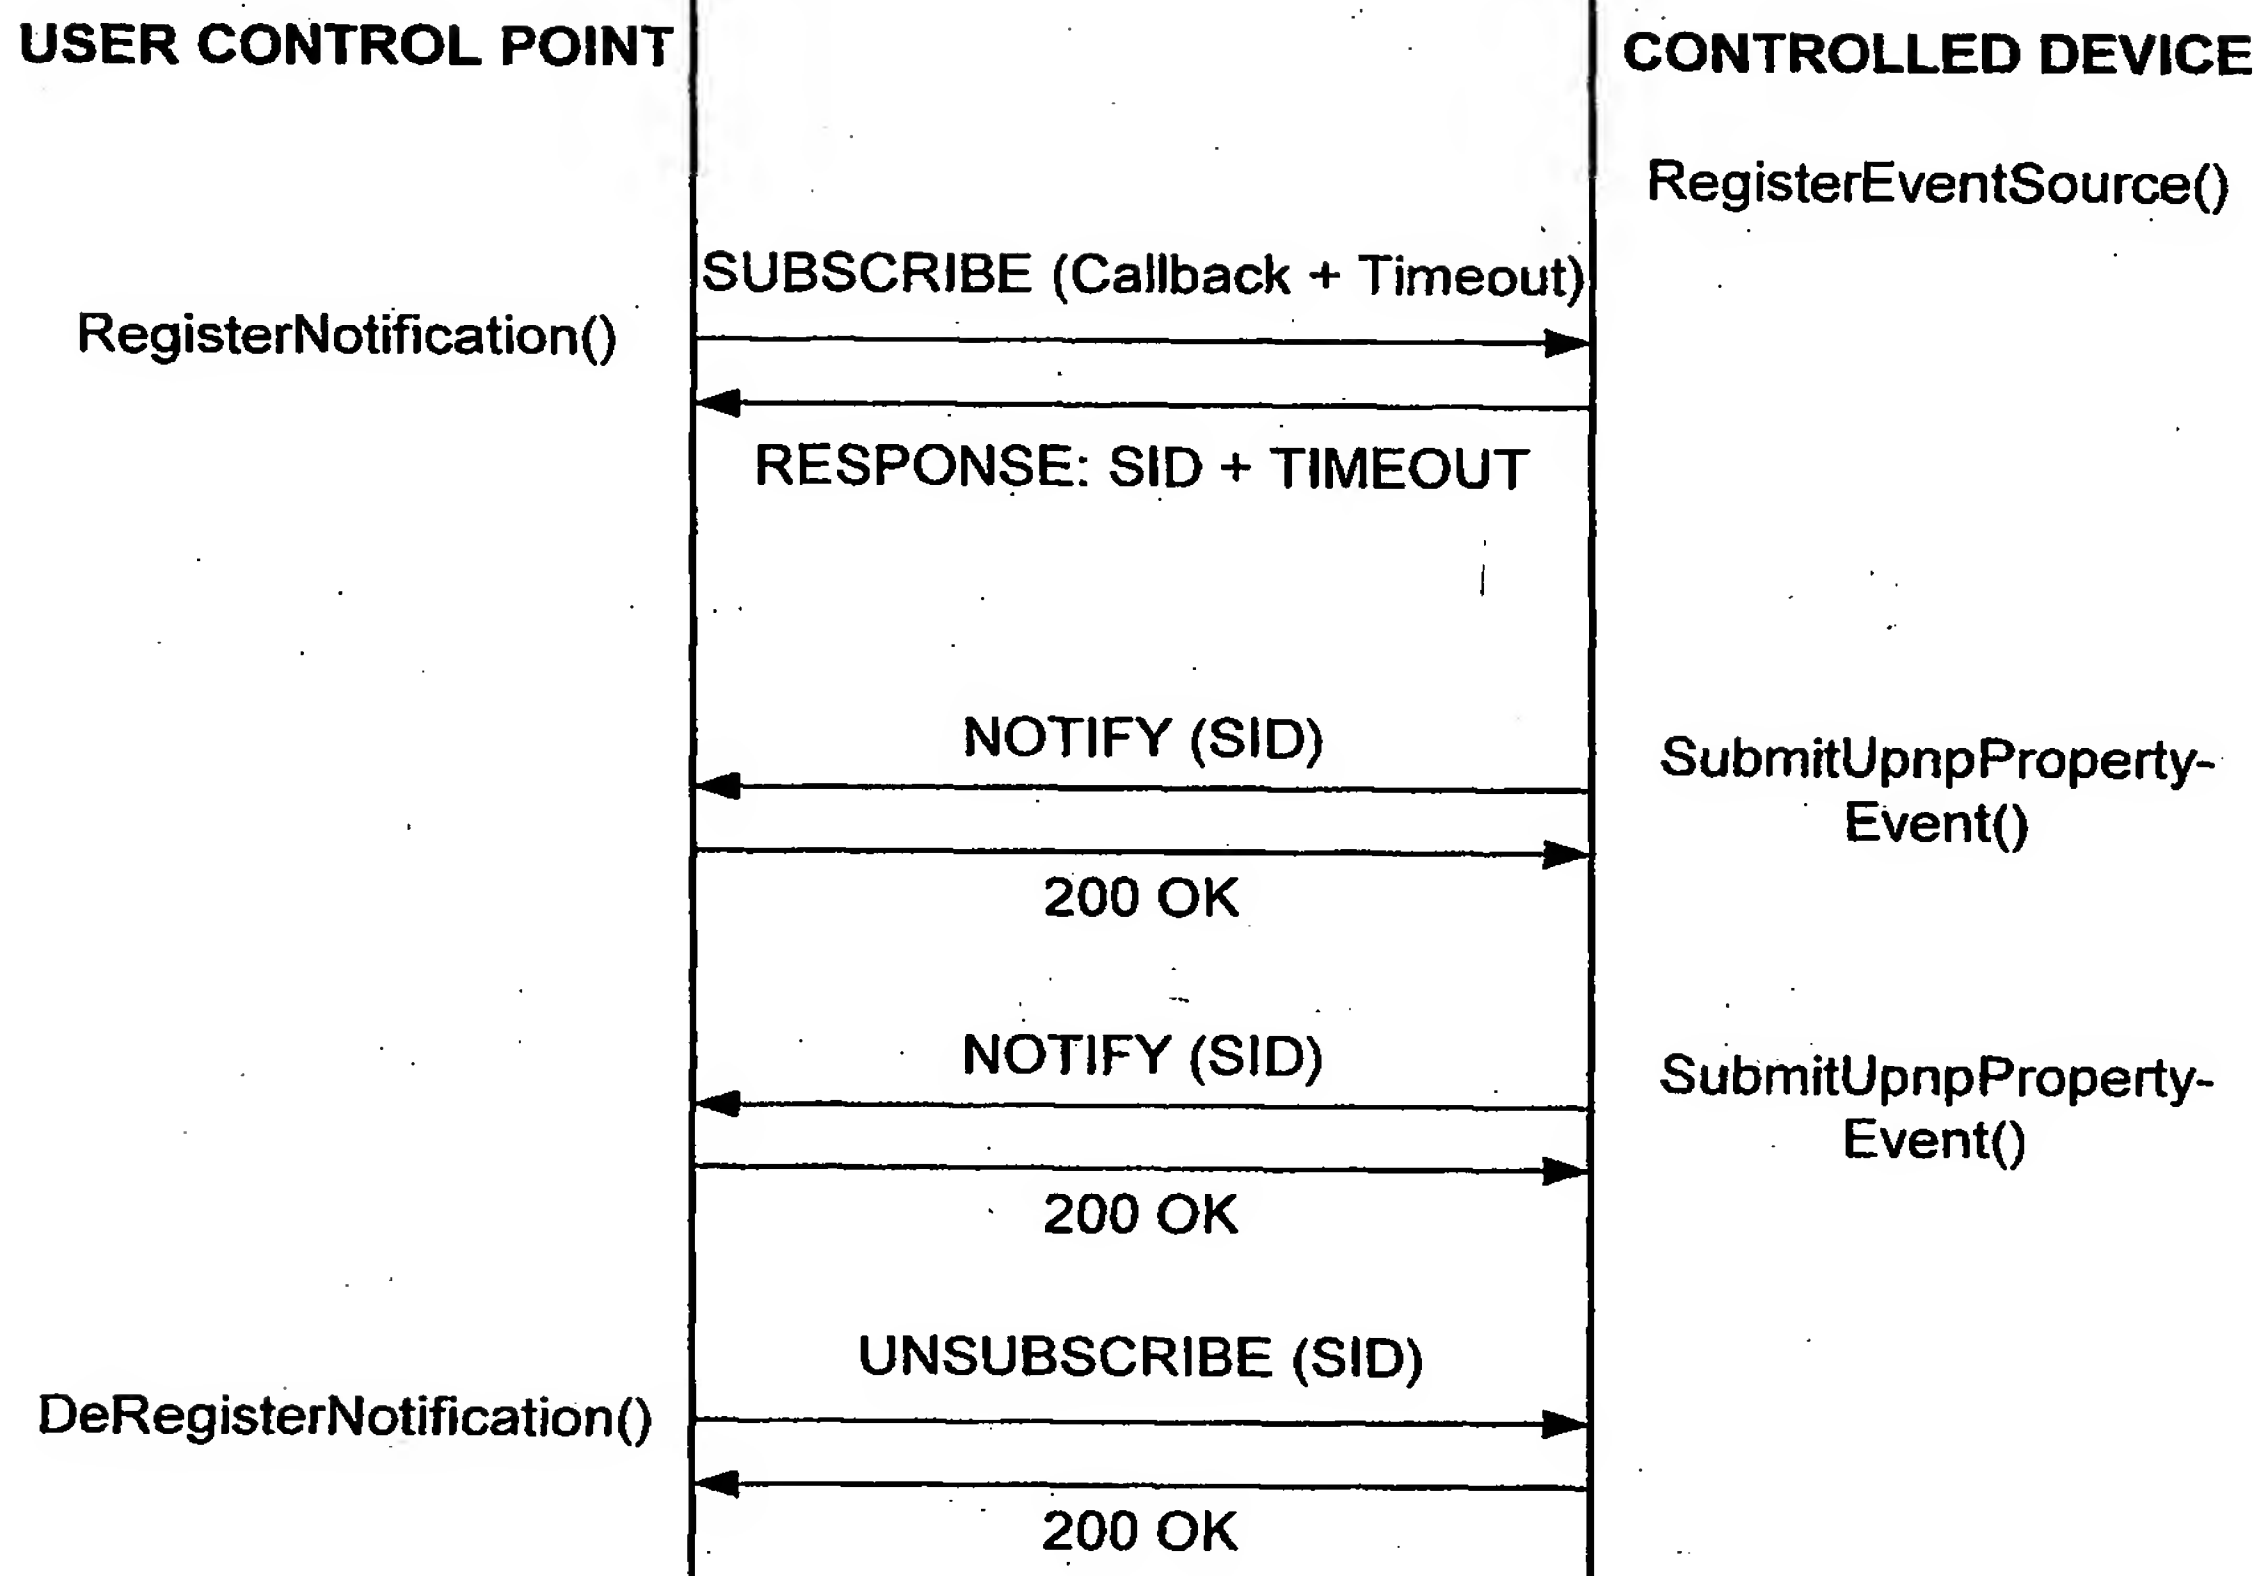 USER CONTROL POINT
CONTROLLED DEVICE
RegisterEventSource()
SUBSCRIBE (Callback + Timeout)
RegisterNotification()
RESPONSE: SID + TIMEOUT
NOTIFY (SID)
SubmitUpnpProperty-
Event()
200 OK
NOTIFY (SID)
SubmitUpnpProperty-
Event()
200 OK
UNSUBSCRIBE (SID)
DeRegisterNotification()
200 OK